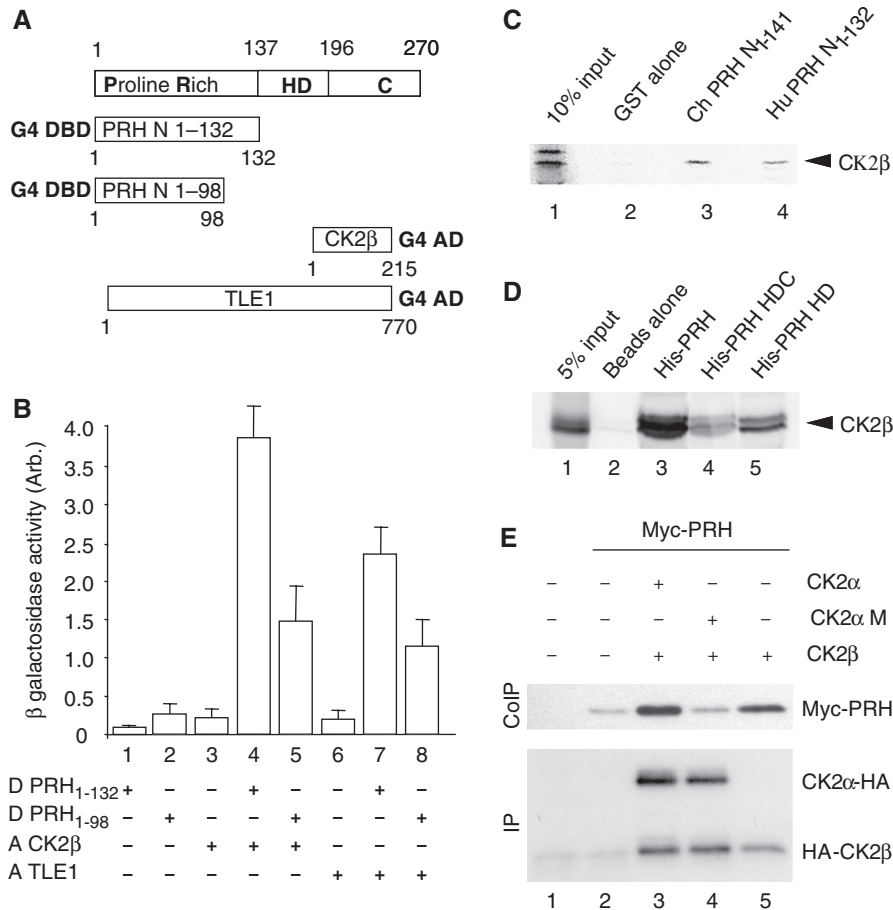 A
1 137 196 270
Proline Rich HD C
G4 DBD PRH N 1–132
1 132
G4 DBD PRH N 1–98
1 98
CK2β G4 AD
1 215
TLE1 G4 AD
1 770
B
β galactosidase activity (Arb.)
4.0
3.5
3.0
2.5
2.0
1.5
1.0
0.5
0
1 2 3 4 5 6 7 8
D PRH1-132 + – – + – – + –
D PRH1-98 – + – – + – – +
A CK2β – – + + + – – –
A TLE1 – – – – – + + +
C
10% input
GST alone
Ch PRH N1-141
Hu PRH N1-132
CK2β
1 2 3 4
D
5% input
Beads alone
His-PRH
His-PRH HDC
His-PRH HD
CK2β
1 2 3 4 5
E
Myc-PRH
– – + – – CK2α
– – – + – CK2α M
– – + + + CK2β
CoIP
Myc-PRH
IP
CK2α-HA
HA-CK2β
1 2 3 4 5